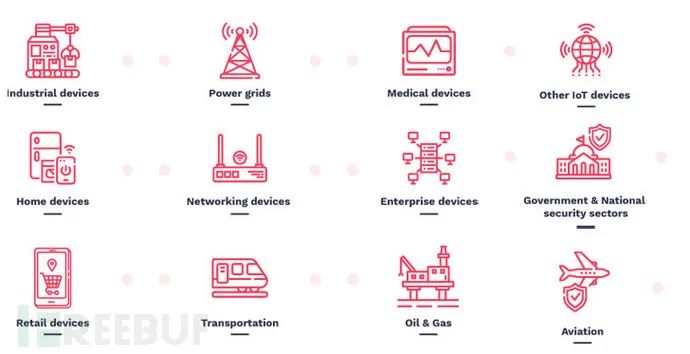 Industrial devices
Power grids
Medical devices
Other IoT devices
Home devices
Networking devices
Enterprise devices
Government & National
security sectors
Retail devices
Transportation
Oil & Gas
Aviation
REEBUF